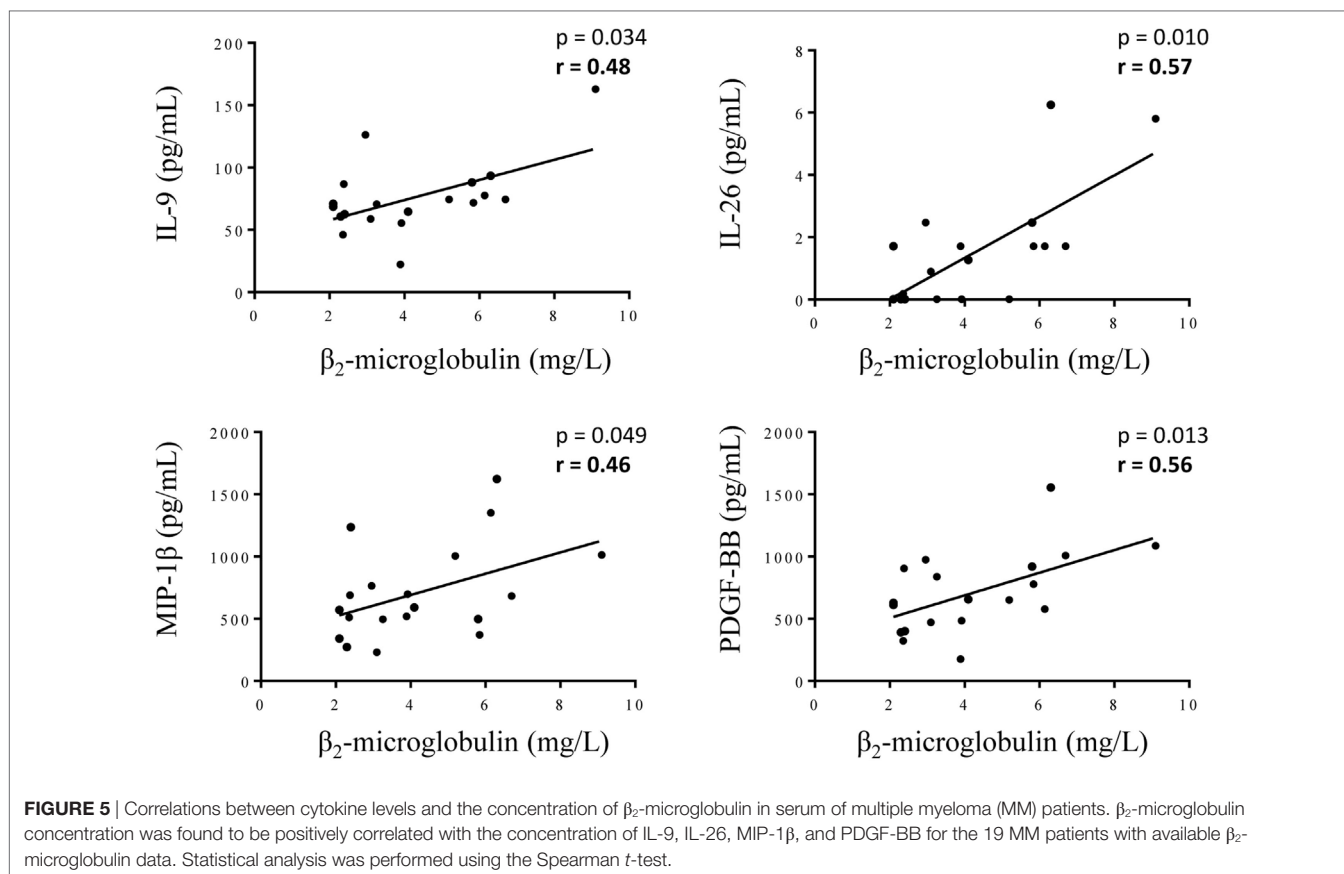 p = 0.034
r = 0.48
IL-9 (pg/mL)
200
150
100
50
0
0 2 4 6 8 10
β₂-microglobulin (mg/L)
p = 0.010
r = 0.57
IL-26 (pg/mL)
8
6
4
2
0
0 2 4 6 8 10
β₂-microglobulin (mg/L)
p = 0.049
r = 0.46
MIP-1β (pg/mL)
2000
1500
1000
500
0
0 2 4 6 8 10
β₂-microglobulin (mg/L)
p = 0.013
r = 0.56
PDGF-BB (pg/mL)
2000
1500
1000
500
0
0 2 4 6 8 10
β₂-microglobulin (mg/L)
FIGURE 5 | Correlations between cytokine levels and the concentration of β₂-microglobulin in serum of multiple myeloma (MM) patients. β₂-microglobulin
concentration was found to be positively correlated with the concentration of IL-9, IL-26, MIP-1β, and PDGF-BB for the 19 MM patients with available β₂-
microglobulin data. Statistical analysis was performed using the Spearman t-test.